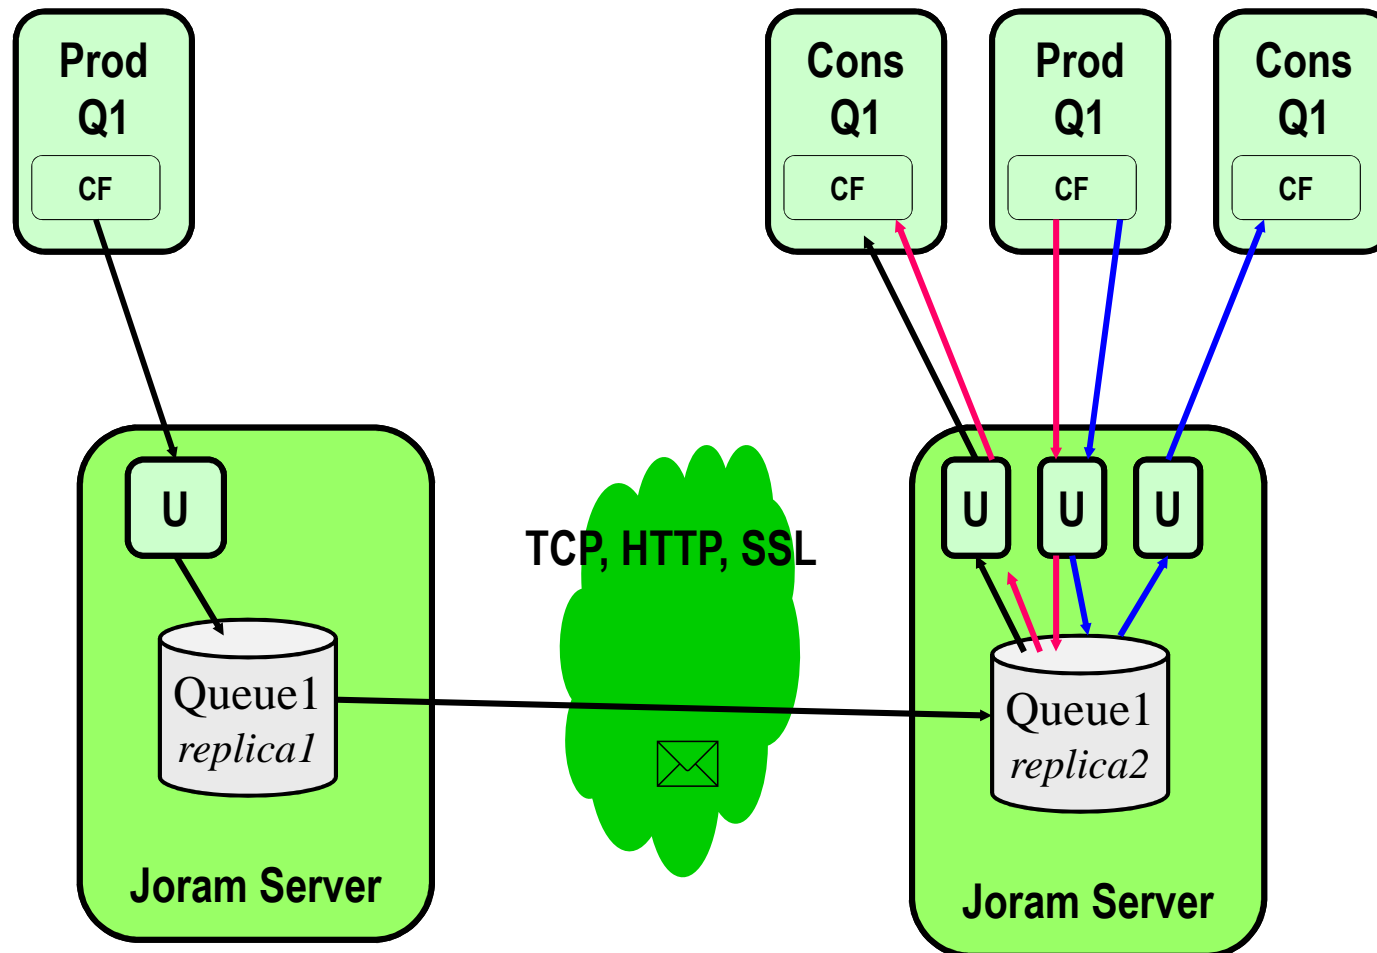 Prod
Q1
CF
Cons
Q1
CF
Prod
Q1
CF
Cons
Q1
CF
U
U
U
U
TCP, HTTP, SSL
Queue1
replica1
Queue1
replica2
Joram Server
Joram Server